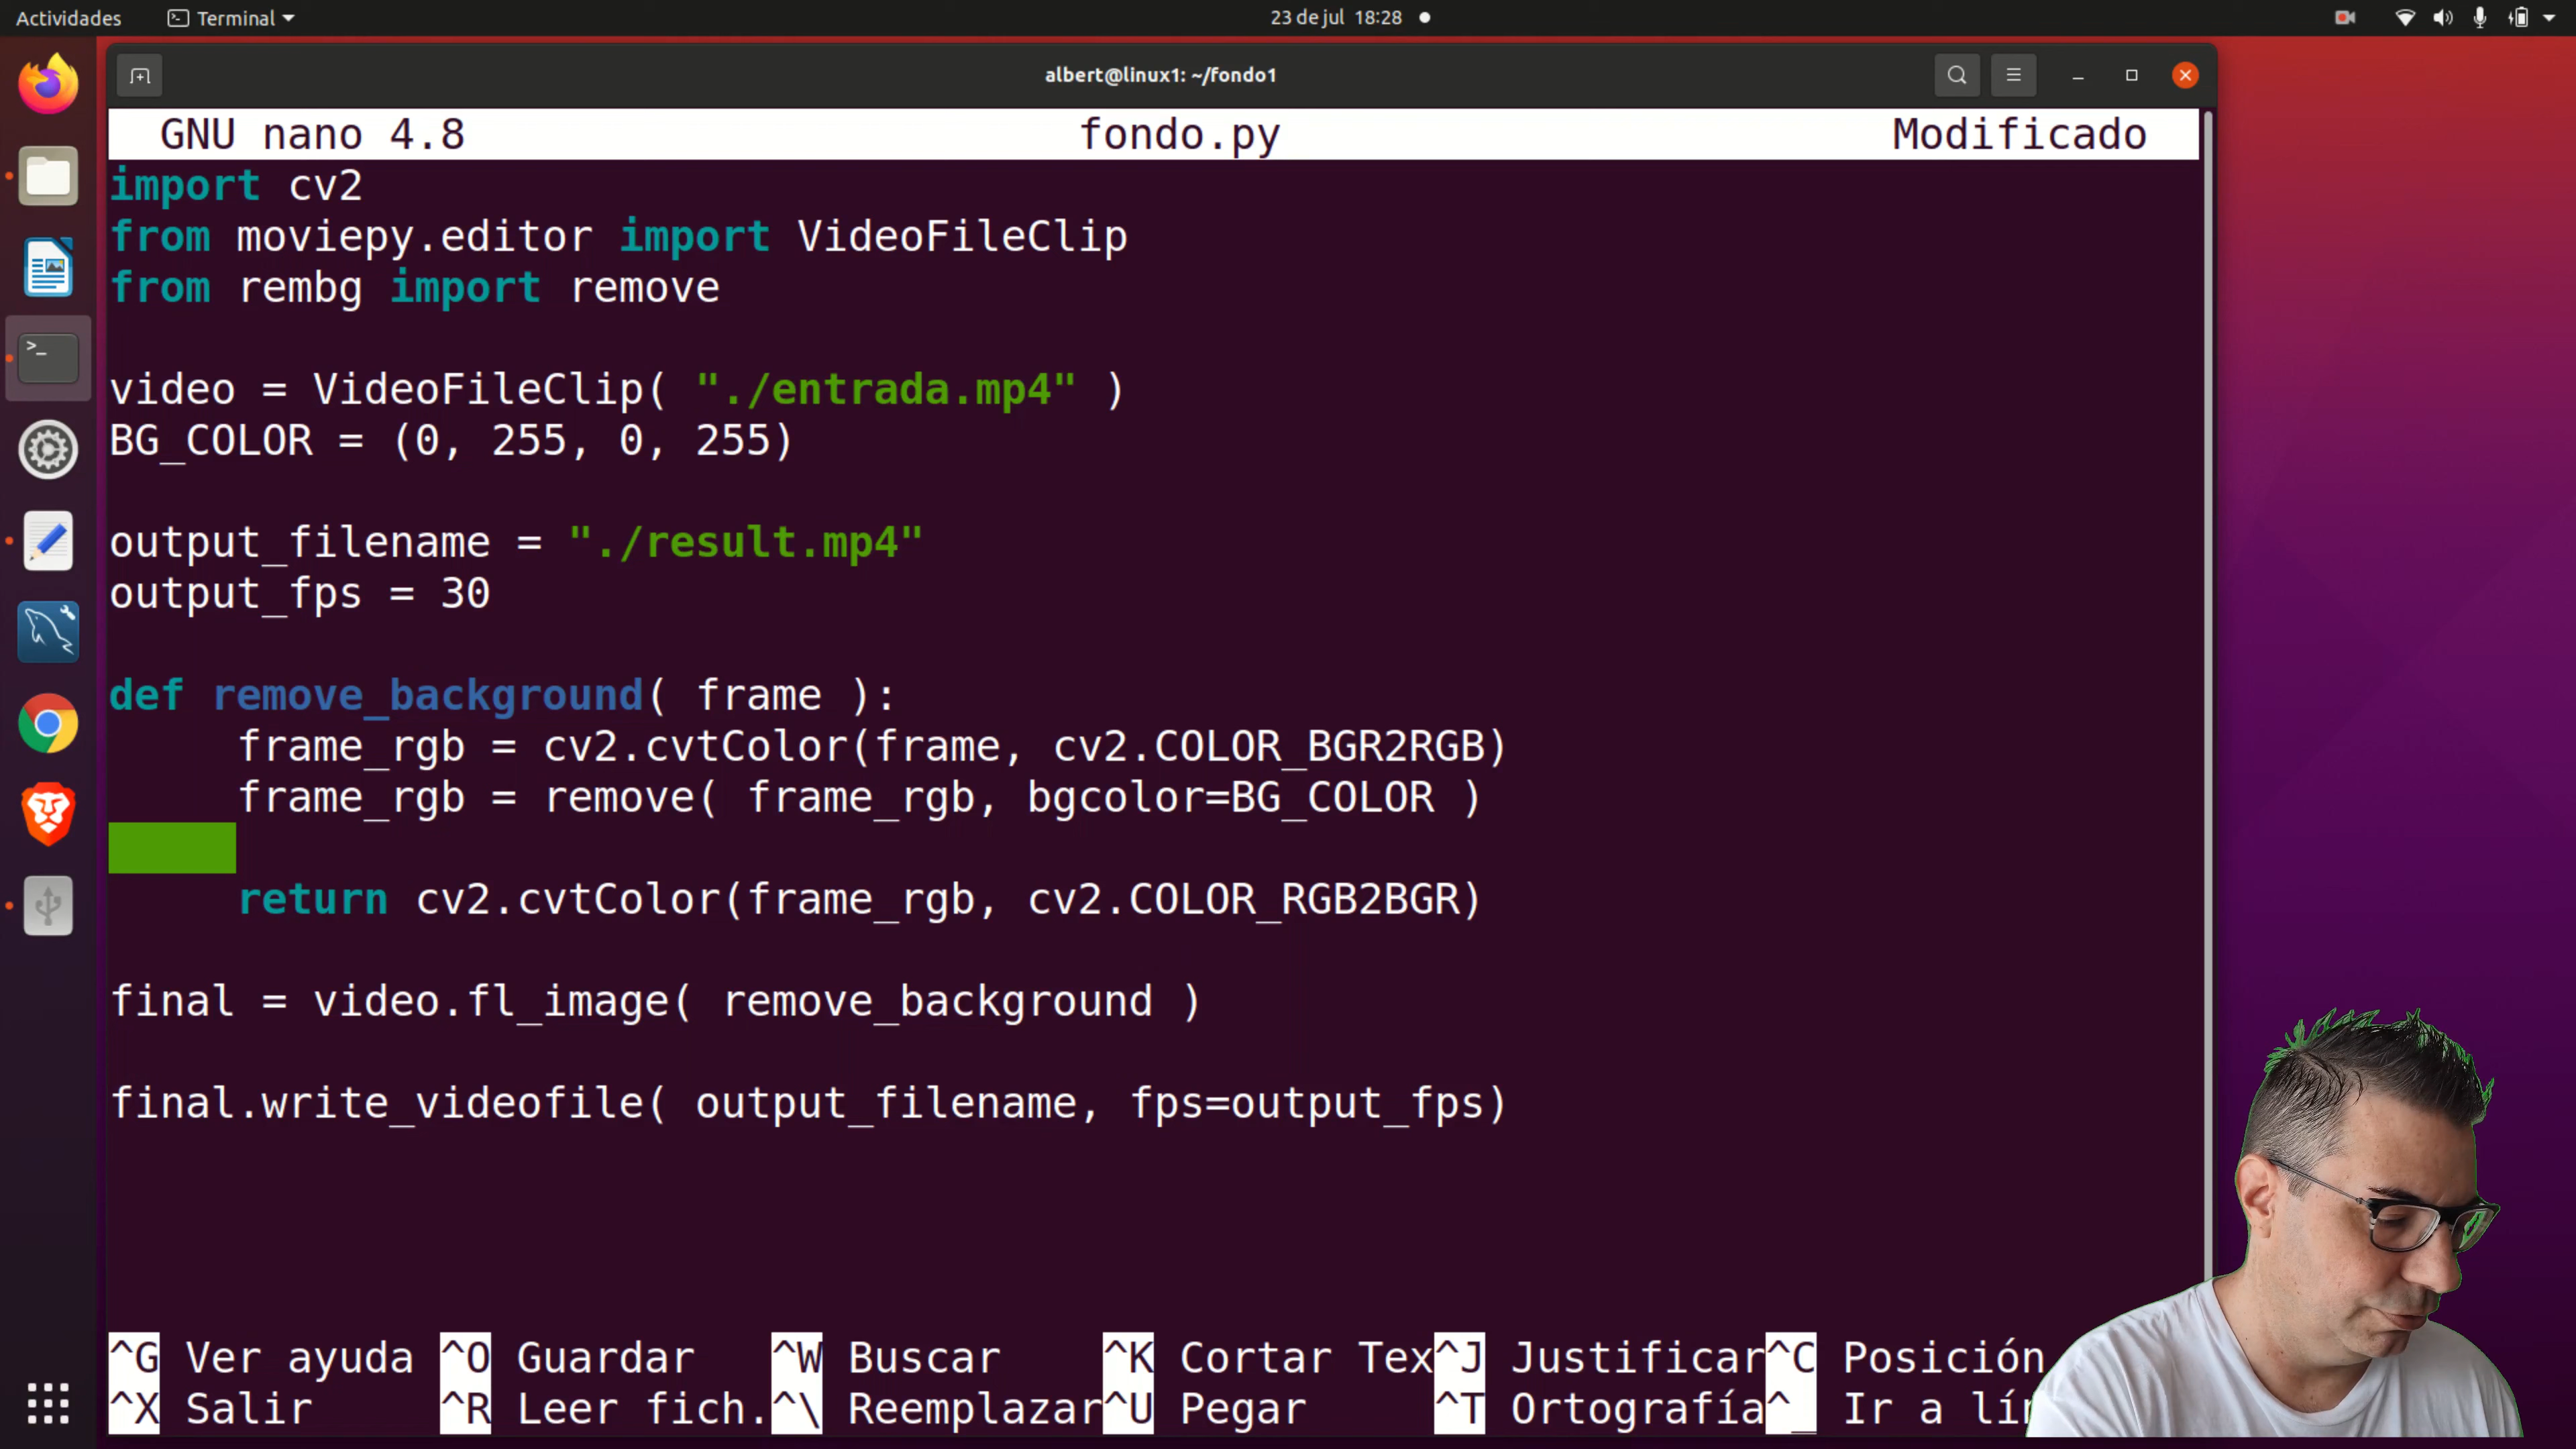 Actividades
Terminal
23 de jul 18:28
albert@linux1: ~/fondo1
GNU nano 4.8 fondo.py Modificado
import cv2
from moviepy.editor import VideoFileClip
from rembg import remove
video = VideoFileClip( "./entrada.mp4" )
BG_COLOR = (0, 255, 0, 255)
output_filename = "./result.mp4"
output_fps = 30
def remove_background( frame ):
frame_rgb = cv2.cvtColor(frame, cv2.COLOR_BGR2RGB)
frame_rgb = remove( frame_rgb, bgcolor=BG_COLOR )
return cv2.cvtColor(frame_rgb, cv2.COLOR_RGB2BGR)
final = video.fl_image( remove_background )
final.write_videofile( output_filename, fps=output_fps)
^G Ver ayuda ^O Guardar ^W Buscar ^K Cortar Tex ^J Justificar ^C Posición
^X Salir ^R Leer fich. ^\ Reemplazar ^U Pegar ^T Ortografía ^_ Ir a lí